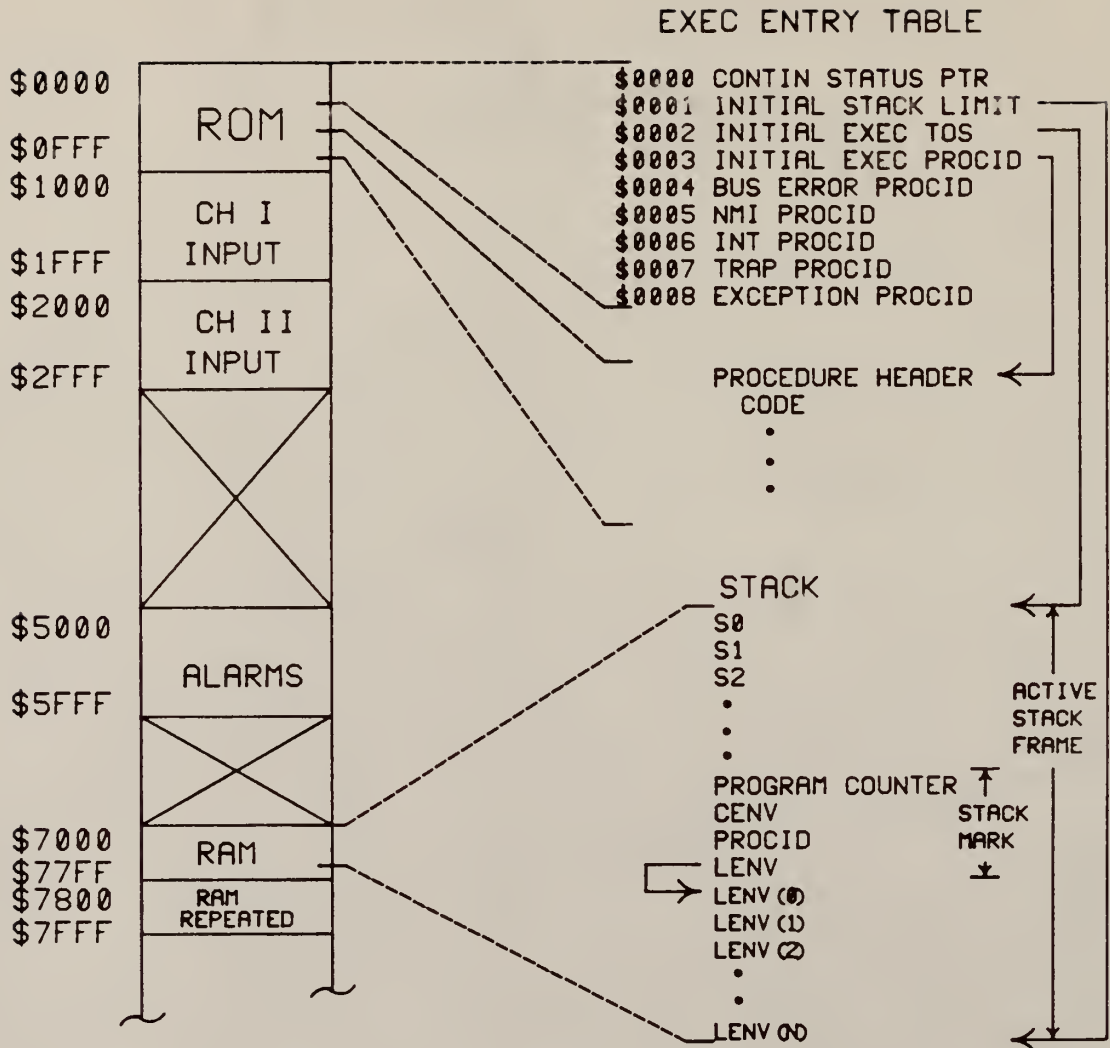 EXEC ENTRY TABLE
$0000
ROM
$0FFF
$1000
CH I
INPUT
$1FFF
$2000
CH II
INPUT
$2FFF
$5000
ALARMS
$5FFF
$7000
RAM
$77FF
$7800
RAM
REPEATED
$7FFF
$0000 CONTIN STATUS PTR
$0001 INITIAL STACK LIMIT
$0002 INITIAL EXEC TOS
$0003 INITIAL EXEC PROCID
$0004 BUS ERROR PROCID
$0005 NMI PROCID
$0006 INT PROCID
$0007 TRAP PROCID
$0008 EXCEPTION PROCID
PROCEDURE HEADER
CODE
STACK
S0
S1
S2
PROGRAM COUNTER
CENV
PROCID
LENV
LENV (0)
LENV (1)
LENV (2)
LENV (N)
STACK
MARK
ACTIVE
STACK
FRAME